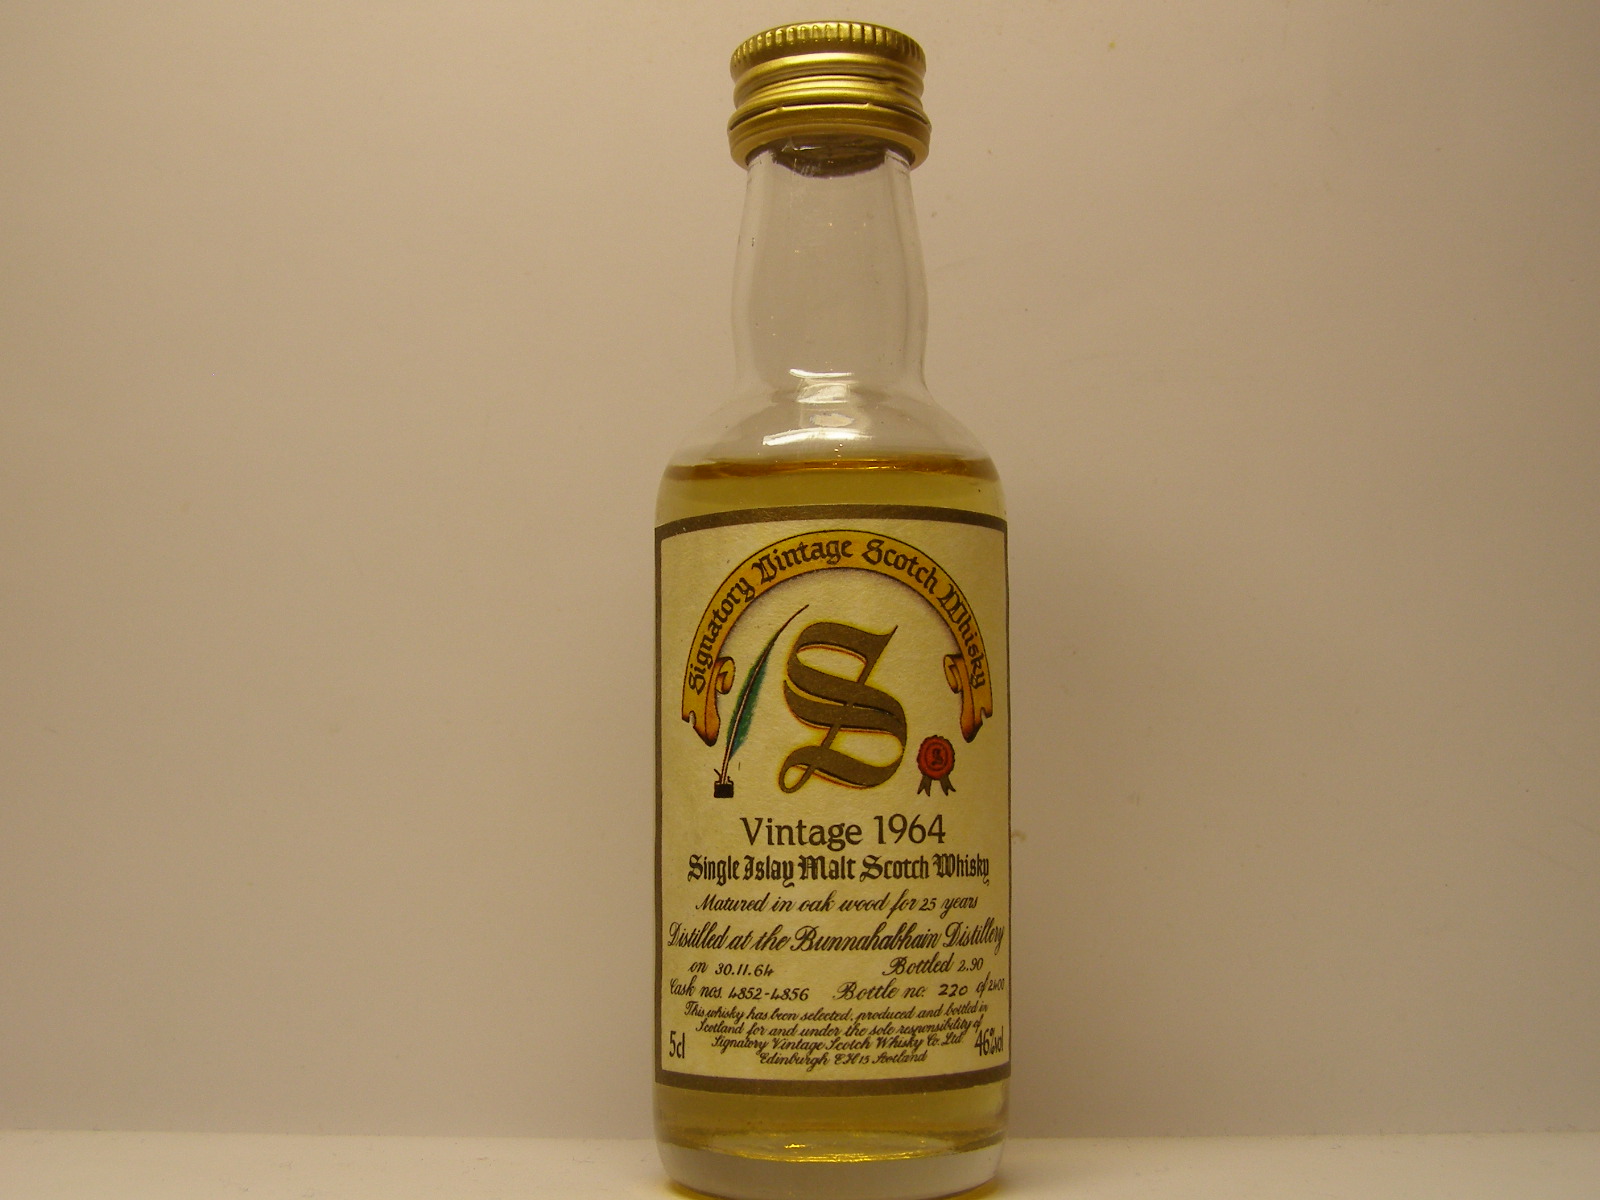 Signatory Vintage Scotch Whisky
S
S
Vintage 1964
Single Islay Malt Scotch Whisky
Matured in oak wood for 25 years
Distilled at the Bunnahabhain Distillery
on 30.11.64 Bottled 2.90
Cask nos. 4852-4856 Bottle no: 220 of 2400
This whisky has been selected, produced and bottled in
Scotland for and under the sole responsibility of
Signatory Vintage Scotch Whisky Co. Ltd.
Edinburgh EH15 Scotland
5cl 46%vol